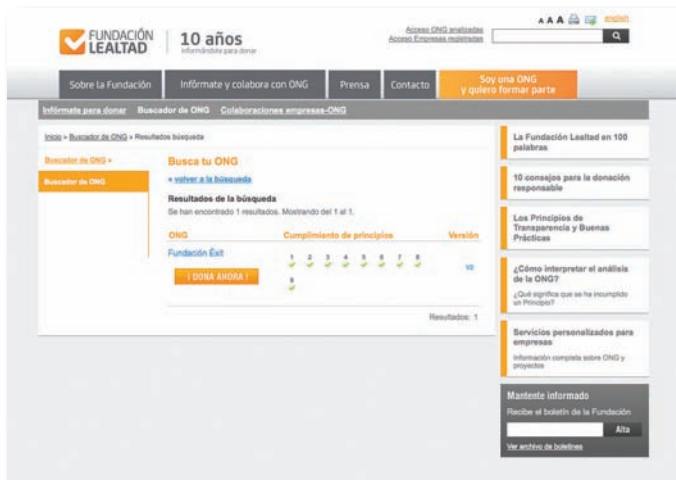 FUNDACIÓN
LEALTAD
10 años
informándote para donar
Acceso ONG analizadas
Acceso Empresas registradas
A A A
english
Sobre la Fundación
Infórmate y colabora con ONG
Prensa
Contacto
Soy una ONG
y quiero formar parte
Infórmate para donar Buscador de ONG Colaboraciones empresas-ONG
Inicio » Buscador de ONG » Resultados búsqueda
Buscador de ONG »
Buscador de ONG
Busca tu ONG
« volver a la búsqueda
Resultados de la búsqueda
Se han encontrado 1 resultados. Mostrando del 1 al 1.
ONG Cumplimiento de principios Versión
Fundación Éxit
1 2 3 4 5 6 7 8
V2
¡ DONA AHORA !
9
Resultados: 1
La Fundación Lealtad en 100
palabras
10 consejos para la donación
responsable
Los Principios de
Transparencia y Buenas
Prácticas
¿Cómo interpretar el análisis
de la ONG?
¿Qué significa que se ha incumplido
un Principio?
Servicios personalizados para
empresas
Información completa sobre ONG y
proyectos
Mantente informado
Recibe el boletín de la Fundación
Alta
Ver archivo de boletines